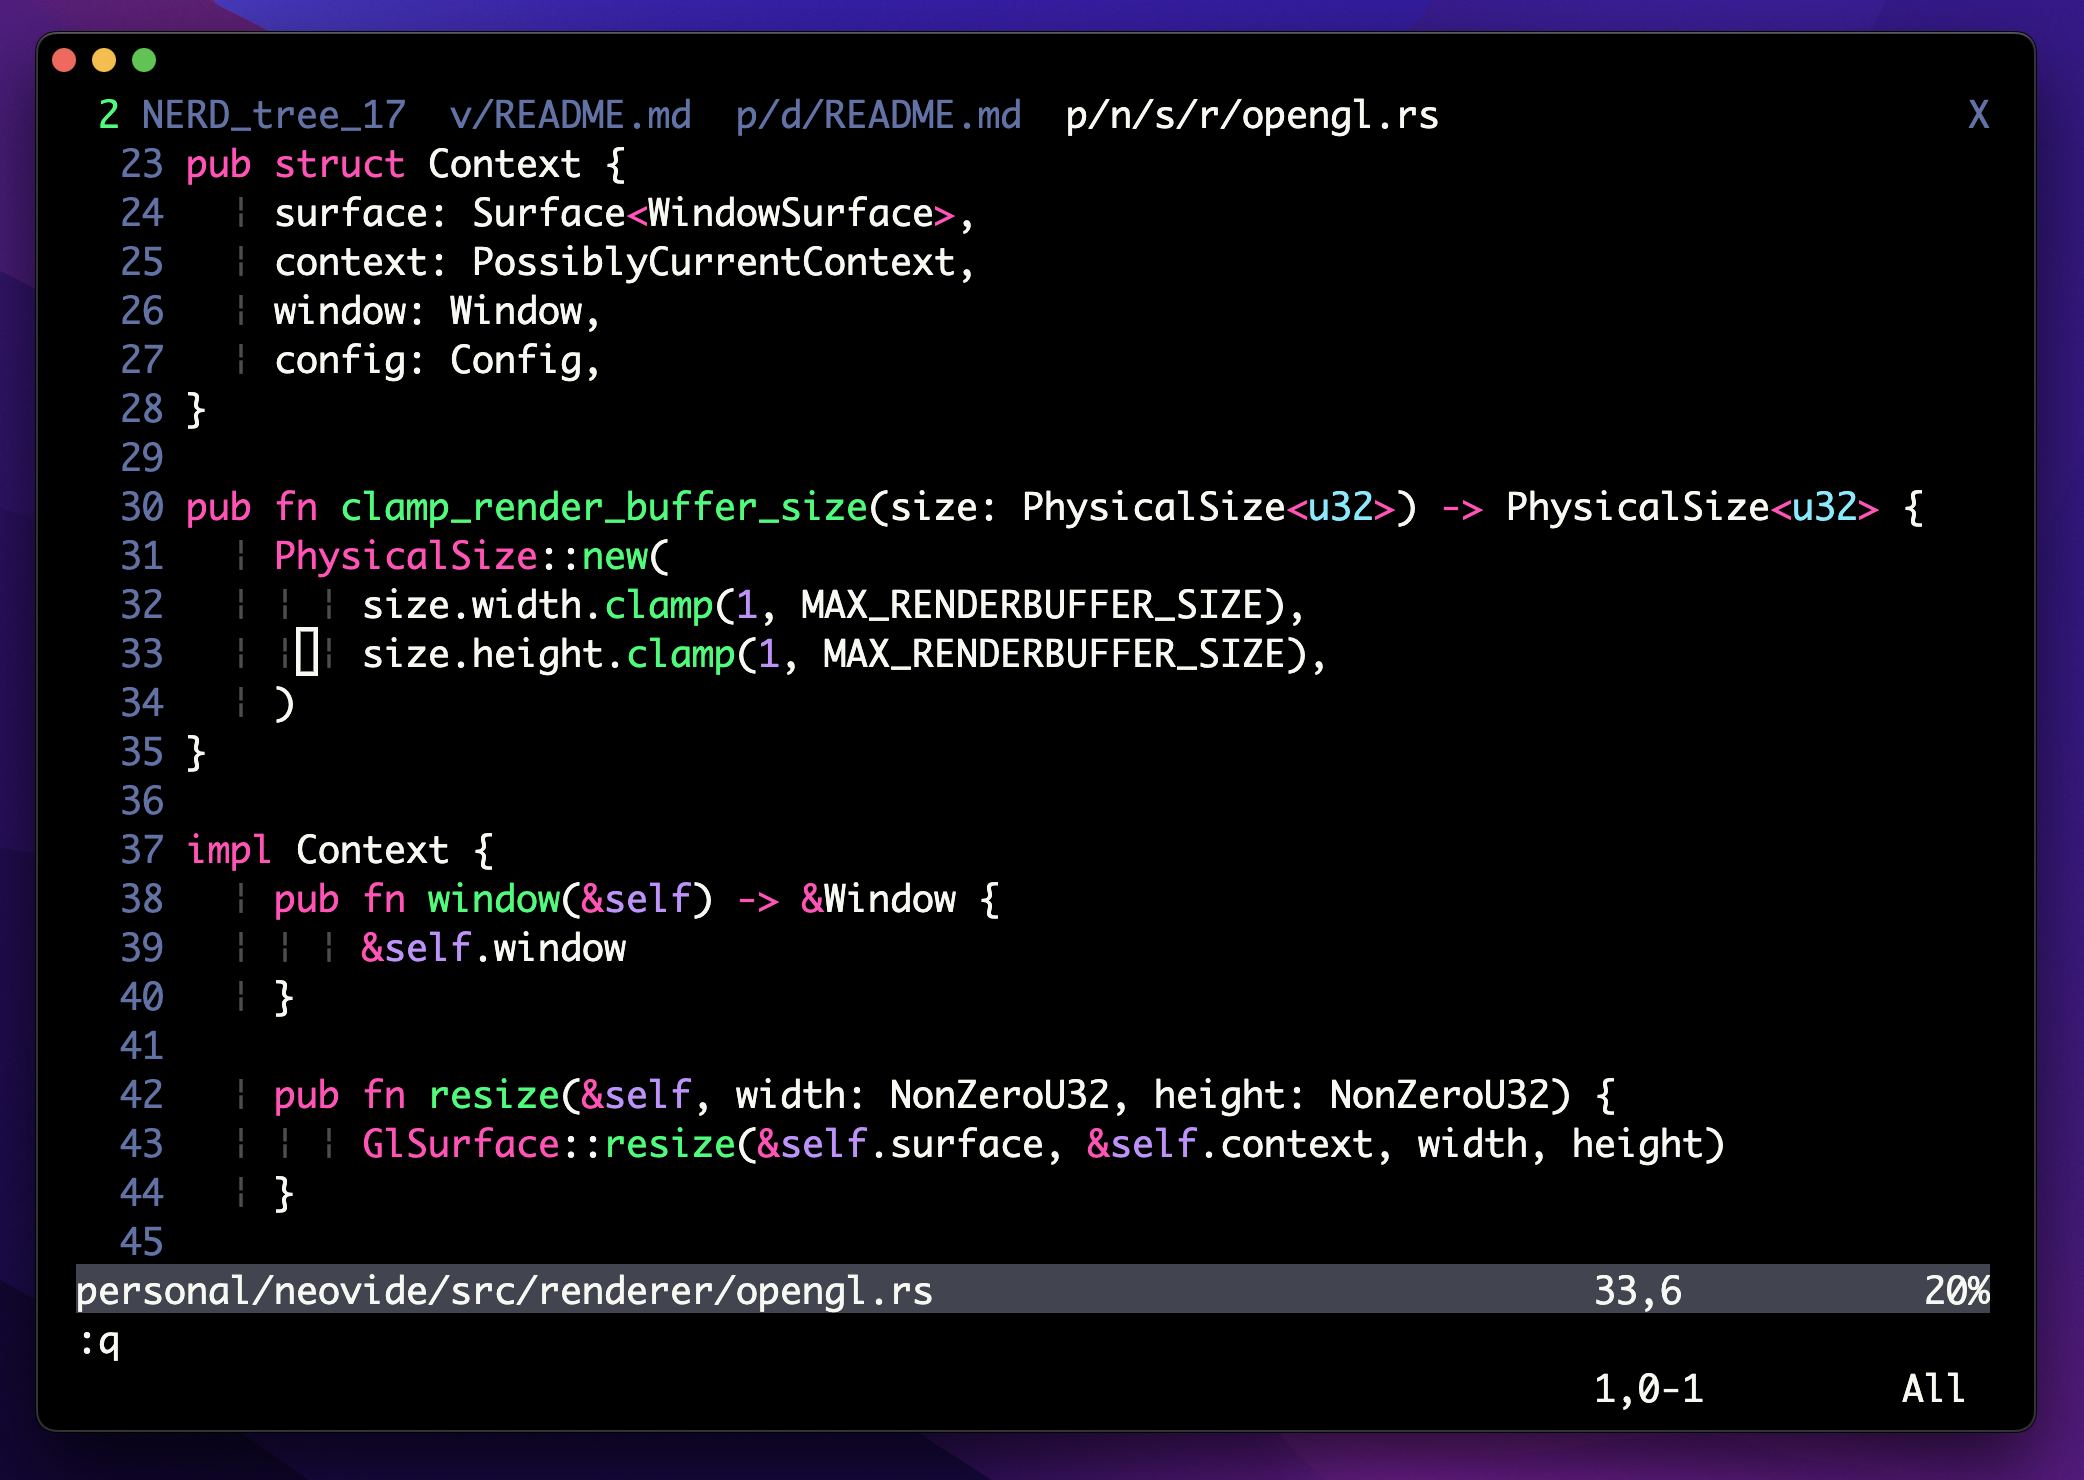 2 NERD_tree_17  v/README.md  p/d/README.md  p/n/s/r/opengl.rs X
23 pub struct Context {
24   ¦ surface: Surface<WindowSurface>,
25   ¦ context: PossiblyCurrentContext,
26   ¦ window: Window,
27   ¦ config: Config,
28 }
29
30 pub fn clamp_render_buffer_size(size: PhysicalSize<u32>) -> PhysicalSize<u32> {
31   ¦ PhysicalSize::new(
32   ¦ ¦ ¦ size.width.clamp(1, MAX_RENDERBUFFER_SIZE),
33   ¦ ¦ ¦ size.height.clamp(1, MAX_RENDERBUFFER_SIZE),
34   ¦ )
35 }
36
37 impl Context {
38   ¦ pub fn window(&self) -> &Window {
39   ¦ ¦ ¦ &self.window
40   ¦ }
41
42   ¦ pub fn resize(&self, width: NonZeroU32, height: NonZeroU32) {
43   ¦ ¦ ¦ GlSurface::resize(&self.surface, &self.context, width, height)
44   ¦ }
45
personal/neovide/src/renderer/opengl.rs 33,6 20%
:q
1,0-1 All